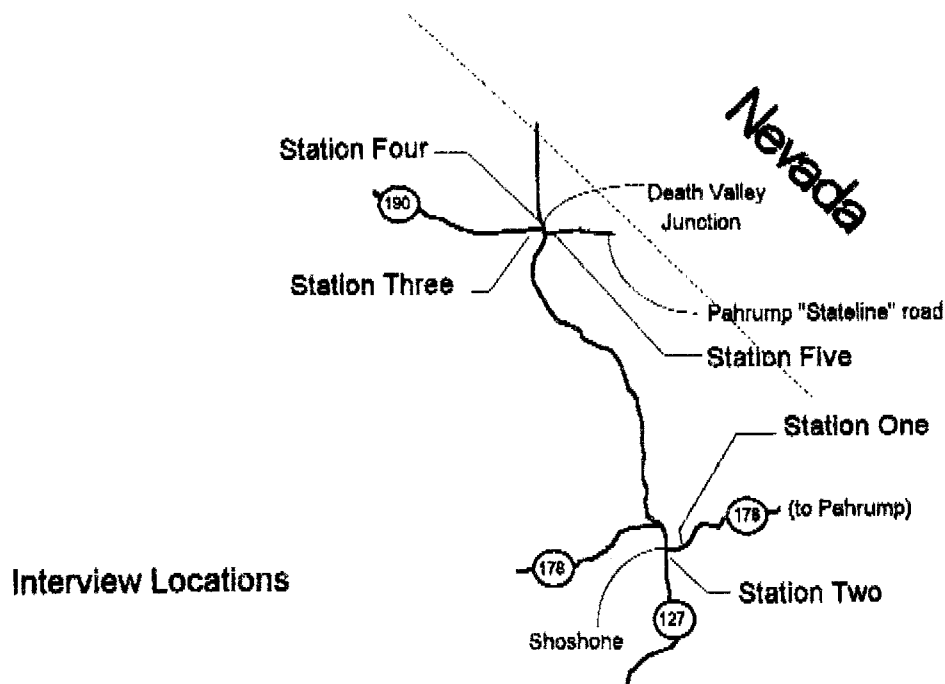 Nevada
Station Four
190
Death Valley
Junction
Station Three
Pahrump "Stateline" road
Station Five
Station One
178
(to Pahrump)
178
Interview Locations
Station Two
127
Shoshone